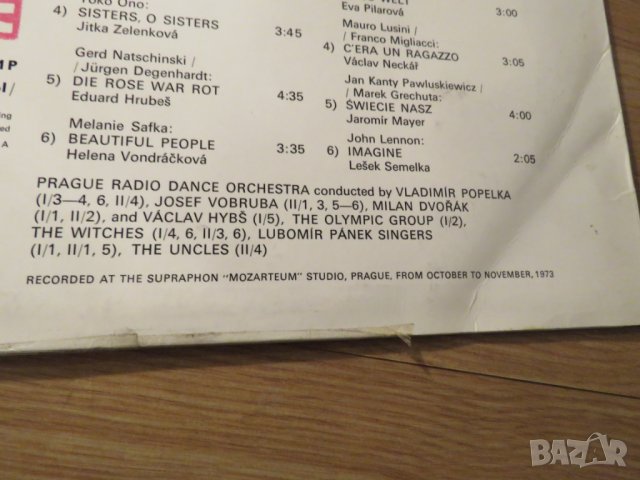 Yoko Ono:
4) SISTERS, O SISTERS
Jitka Zelenková 3:45
Gerd Natschinski /
/ Jürgen Degenhardt:
5) DIE ROSE WAR ROT
Eduard Hrubeš 4:35
Melanie Safka:
6) BEAUTIFUL PEOPLE
Helena Vondráčková 3:35
WELT
Eva Pilarová 3:00
Mauro Lusini /
/ Franco Migliacci:
4) C'ERA UN RAGAZZO 3:05
Václav Neckář
Jan Kanty Pawluskiewicz /
/ Marek Grechuta:
5) ŚWIECIE NASZ 4:00
Jaromír Mayer
John Lennon:
6) IMAGINE 2:05
Lešek Semelka
PRAGUE RADIO DANCE ORCHESTRA conducted by VLADIMÍR POPELKA
(I/3—4, 6, II/4), JOSEF VOBRUBA (II/1, 3, 5—6), MILAN DVOŘÁK
(I/1, II/2), and VÁCLAV HYBŠ (I/5), THE OLYMPIC GROUP (I/2),
THE WITCHES (I/4, 6, II/3, 6), LUBOMÍR PÁNEK SINGERS
(I/1, II/1, 5), THE UNCLES (II/4)
RECORDED AT THE SUPRAPHON "MOZARTEUM" STUDIO, PRAGUE, FROM OCTOBER TO NOVEMBER, 1973
BAZAR
bg